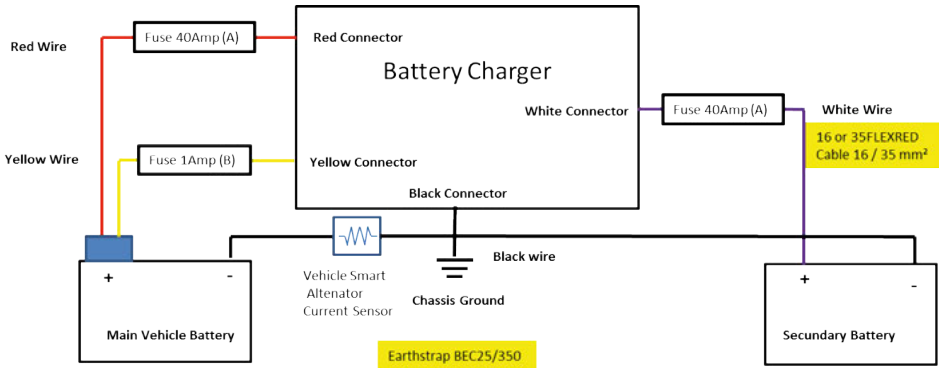 Red Wire
Fuse 40Amp (A)
Red Connector
Battery Charger
White Connector
Fuse 40Amp (A)
White Wire
16 or 35FLEXRED
Cable 16 / 35 mm²
Yellow Wire
Fuse 1Amp (B)
Yellow Connector
Black Connector
Black wire
+
-
Vehicle Smart
Altenator
Current Sensor
Chassis Ground
+
-
Main Vehicle Battery
Secundary Battery
Earthstrap BEC25/350